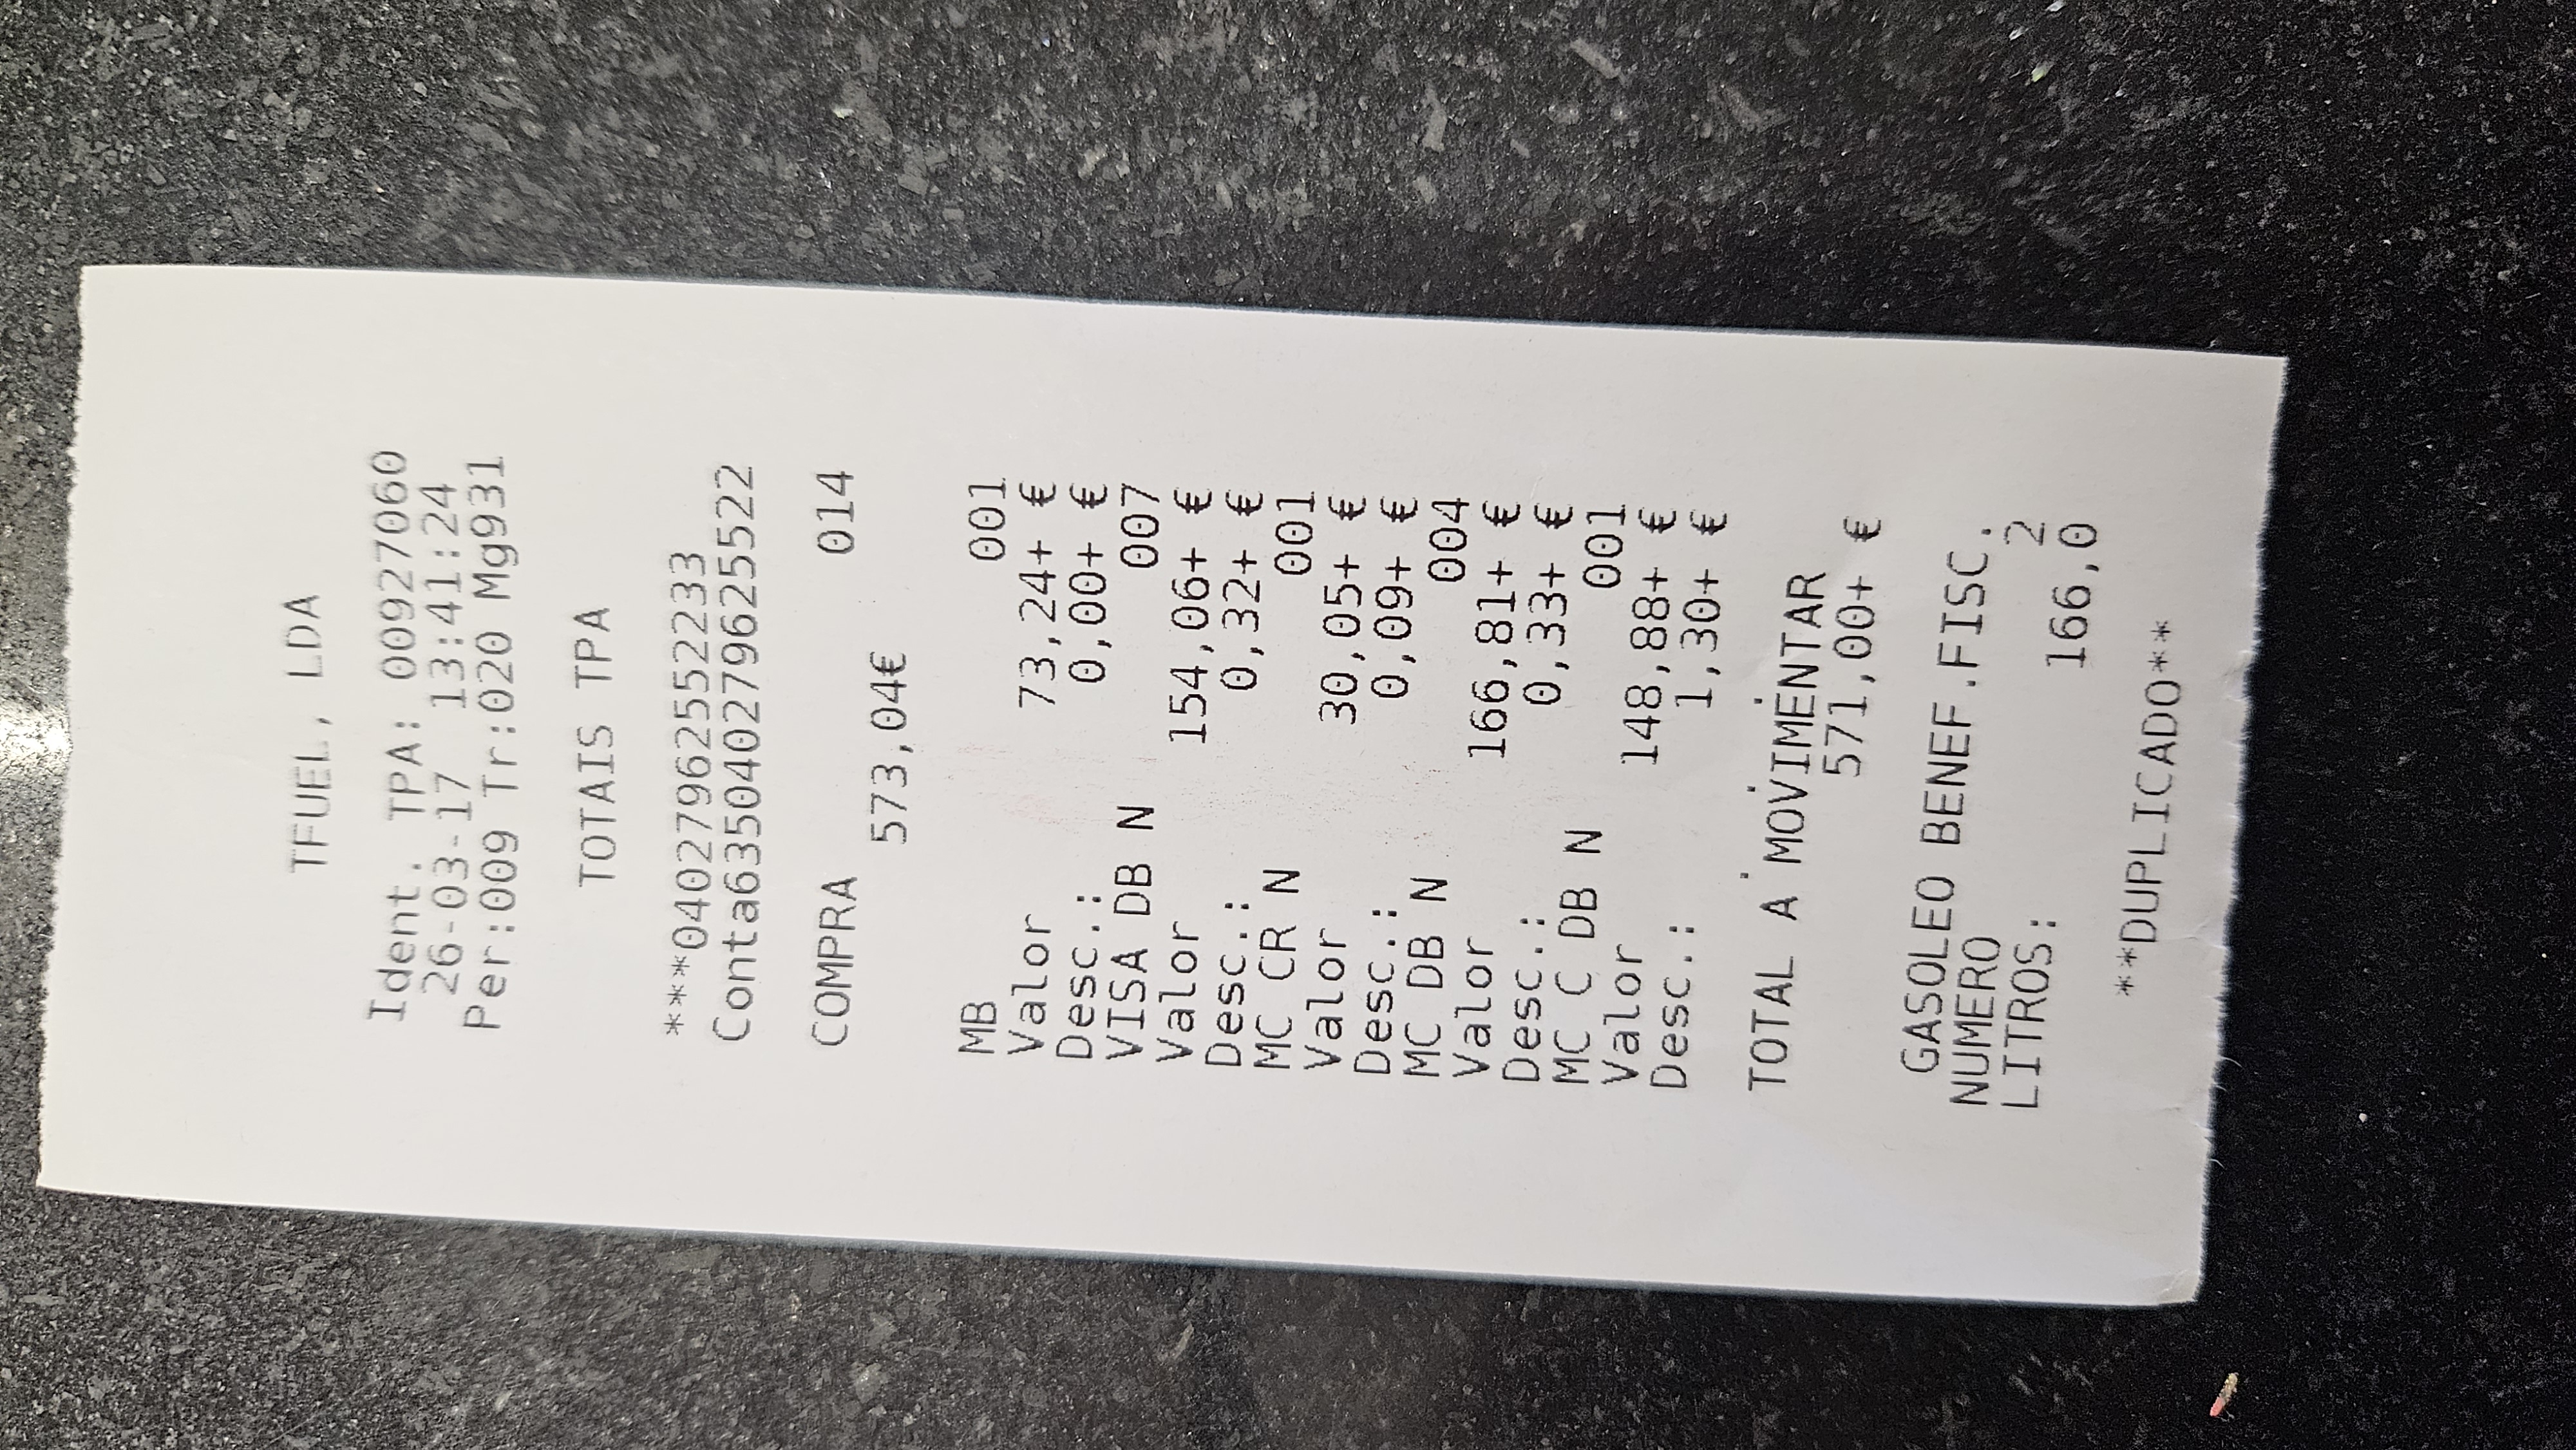 TFUEL, LDA
Ident. TPA: 00927060
26-03-17 13:41:24
Per:009 Tr:020 Mg931
TOTAIS TPA
***04027962552233
Conta6350402796255522
COMPRA 014
573,04€
MB 001
Valor 73,24+ €
Desc.: 0,00+ €
VISA DB N 007
Valor 154,06+ €
Desc.: 0,32+ €
MC CR N 001
Valor 30,05+ €
Desc.: 0,09+ €
MC DB N 004
Valor 166,81+ €
Desc.: 0,33+ €
MC C DB N 001
Valor 148,88+ €
Desc.: 1,30+ €
TOTAL A MOVIMENTAR
571,00+ €
GASOLEO BENEF.FISC.
NUMERO 2
LITROS: 166,0
**DUPLICADO**